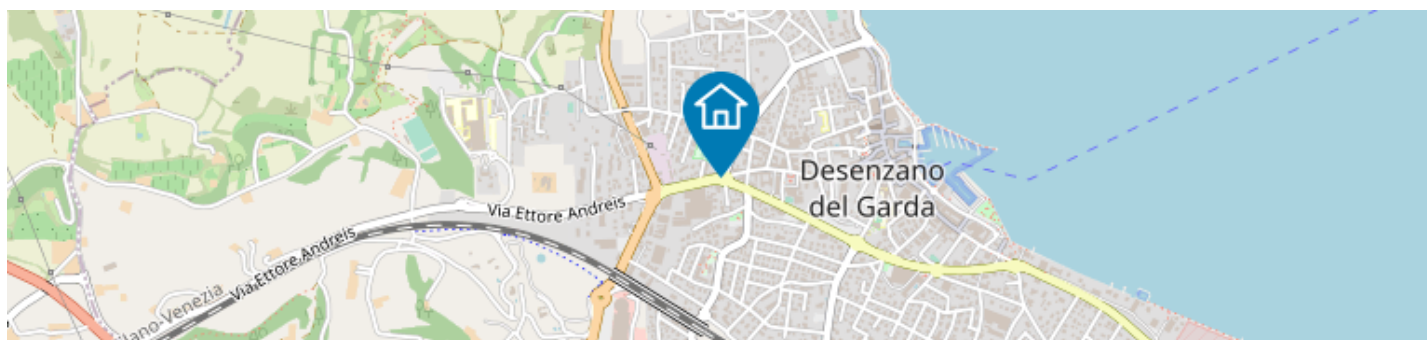 Desenzano
del Garda
Via Ettore Andreis
Via Ettore Andreis
lano-Venezia